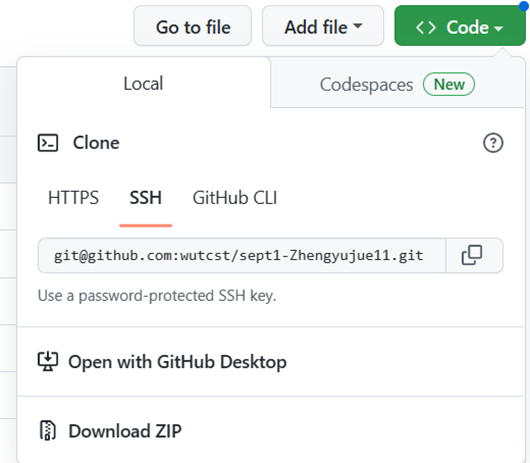 Go to file Add file <> Code
Local Codespaces New
Clone
HTTPS SSH GitHub CLI
git@github.com:wutcst/sept1-Zhengyujue11.git
Use a password-protected SSH key.
Open with GitHub Desktop
Download ZIP